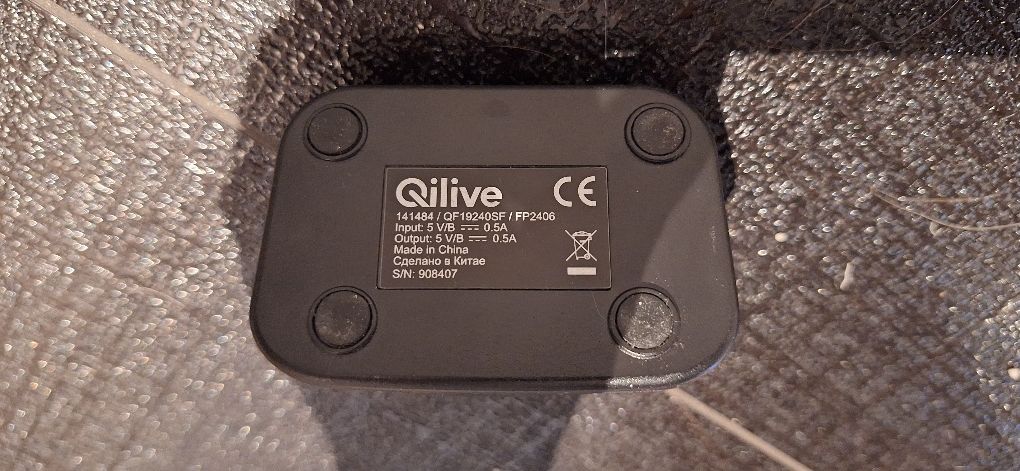 Qilive CE
141484 / QF19240SF / FP2406
Input: 5 V/В ⎓ 0.5A
Output: 5 V/В ⎓ 0.5A
Made in China
Сделано в Китае
S/N: 908407